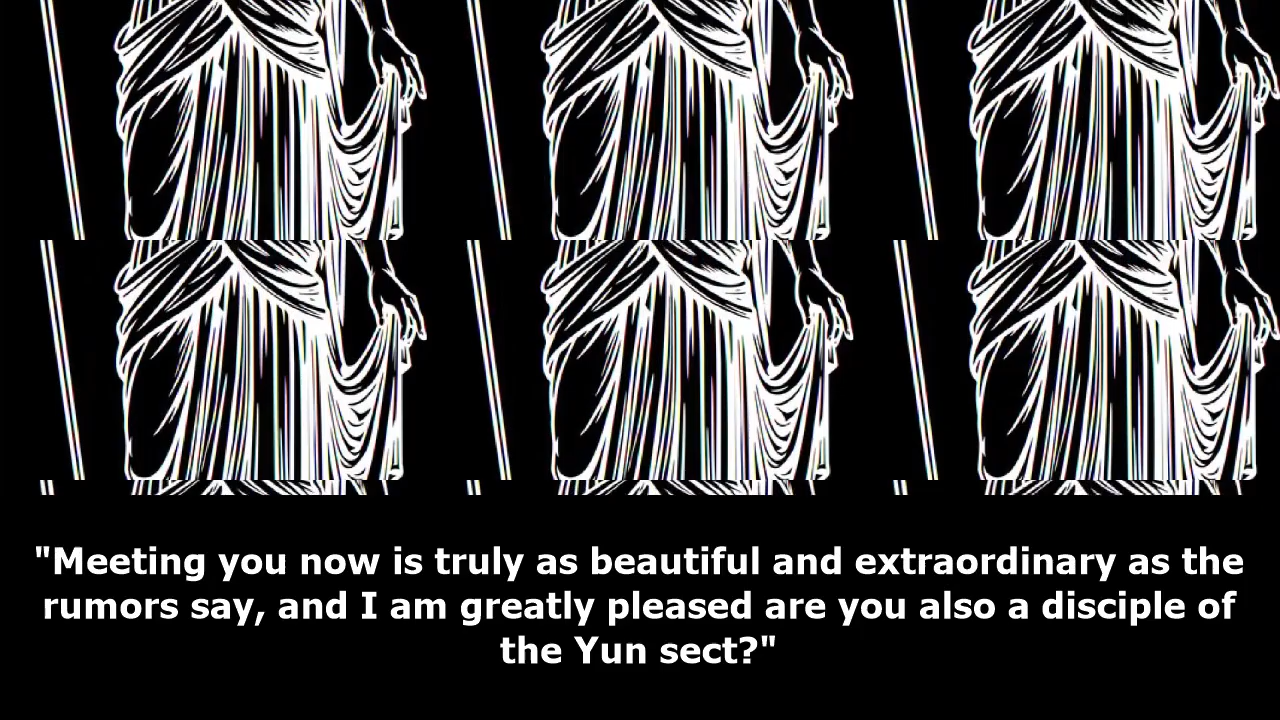 "Meeting you now is truly as beautiful and extraordinary as the
rumors say, and I am greatly pleased are you also a disciple of
the Yun sect?"